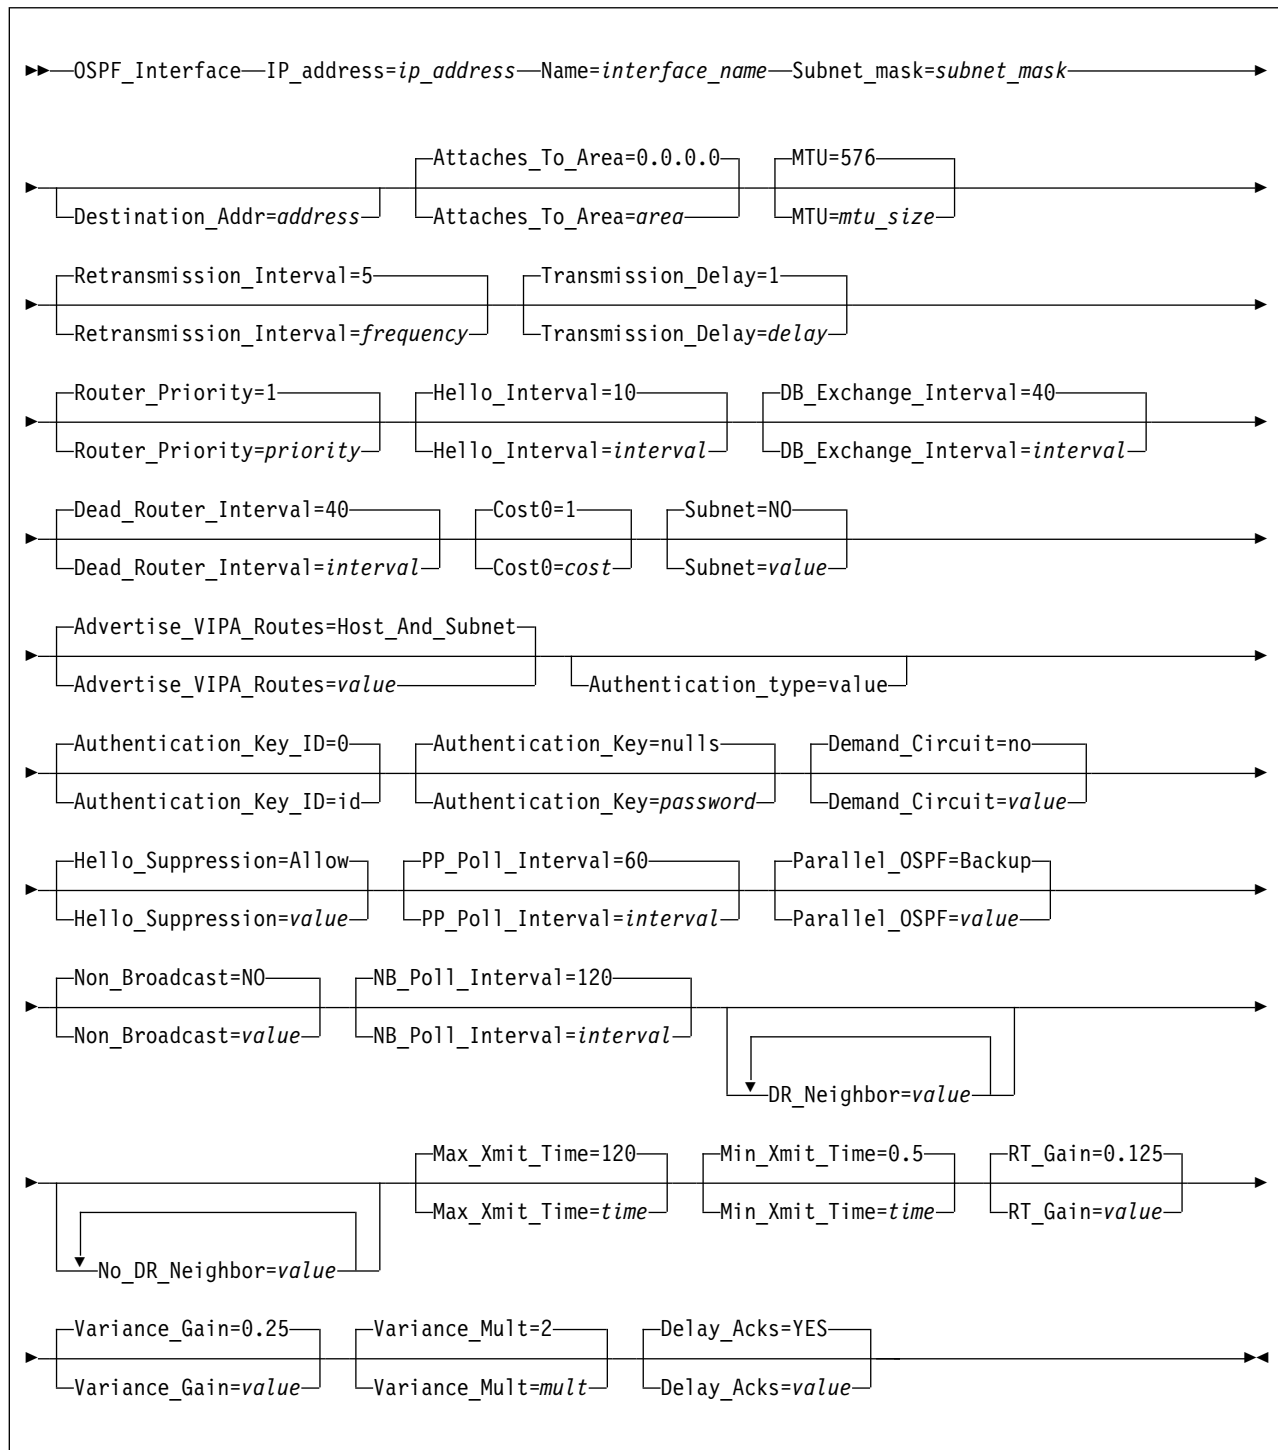 OSPF_Interface IP_address=ip_address Name=interface_name Subnet_mask=subnet_mask
Attaches_To_Area=0.0.0.0 MTU=576
Destination_Addr=address Attaches_To_Area=area MTU=mtu_size
Retransmission_Interval=5 Transmission_Delay=1
Retransmission_Interval=frequency Transmission_Delay=delay
Router_Priority=1 Hello_Interval=10 DB_Exchange_Interval=40
Router_Priority=priority Hello_Interval=interval DB_Exchange_Interval=interval
Dead_Router_Interval=40 Cost0=1 Subnet=NO
Dead_Router_Interval=interval Cost0=cost Subnet=value
Advertise_VIPA_Routes=Host_And_Subnet
Advertise_VIPA_Routes=value Authentication_type=value
Authentication_Key_ID=0 Authentication_Key=nulls Demand_Circuit=no
Authentication_Key_ID=id Authentication_Key=password Demand_Circuit=value
Hello_Suppression=Allow PP_Poll_Interval=60 Parallel_OSPF=Backup
Hello_Suppression=value PP_Poll_Interval=interval Parallel_OSPF=value
Non_Broadcast=NO NB_Poll_Interval=120
Non_Broadcast=value NB_Poll_Interval=interval
DR_Neighbor=value
Max_Xmit_Time=120 Min_Xmit_Time=0.5 RT_Gain=0.125
Max_Xmit_Time=time Min_Xmit_Time=time RT_Gain=value
No_DR_Neighbor=value
Variance_Gain=0.25 Variance_Mult=2 Delay_Acks=YES
Variance_Gain=value Variance_Mult=mult Delay_Acks=value